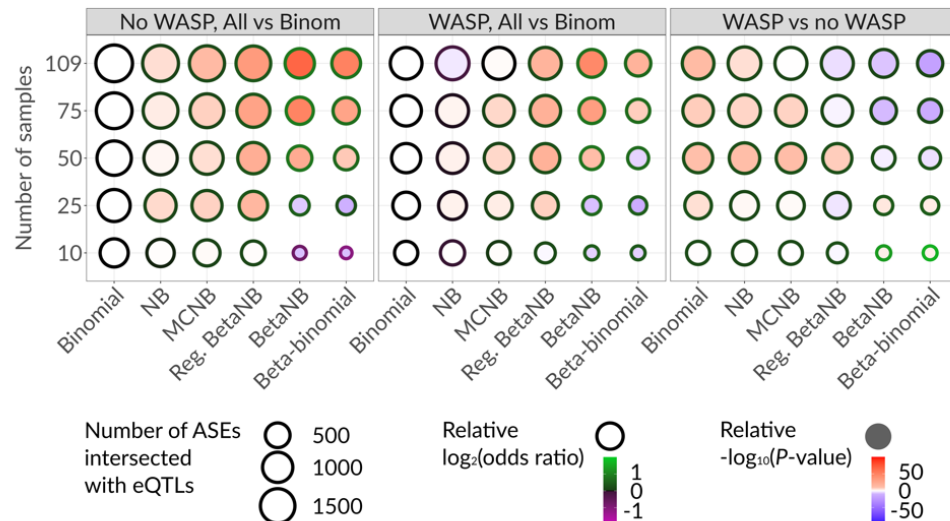 No WASP, All vs Binom
WASP, All vs Binom
WASP vs no WASP
Number of samples
109
75
50
25
10
Binomial
NB
MCNB
Reg. BetaNB
BetaNB
Beta-binomial
Binomial
NB
MCNB
Reg. BetaNB
BetaNB
Beta-binomial
Binomial
NB
MCNB
Reg. BetaNB
BetaNB
Beta-binomial
Number of ASEs
intersected
with eQTLs
500
1000
1500
Relative
log₂(odds ratio)
1
0
-1
Relative
-log₁₀(P-value)
50
0
-50